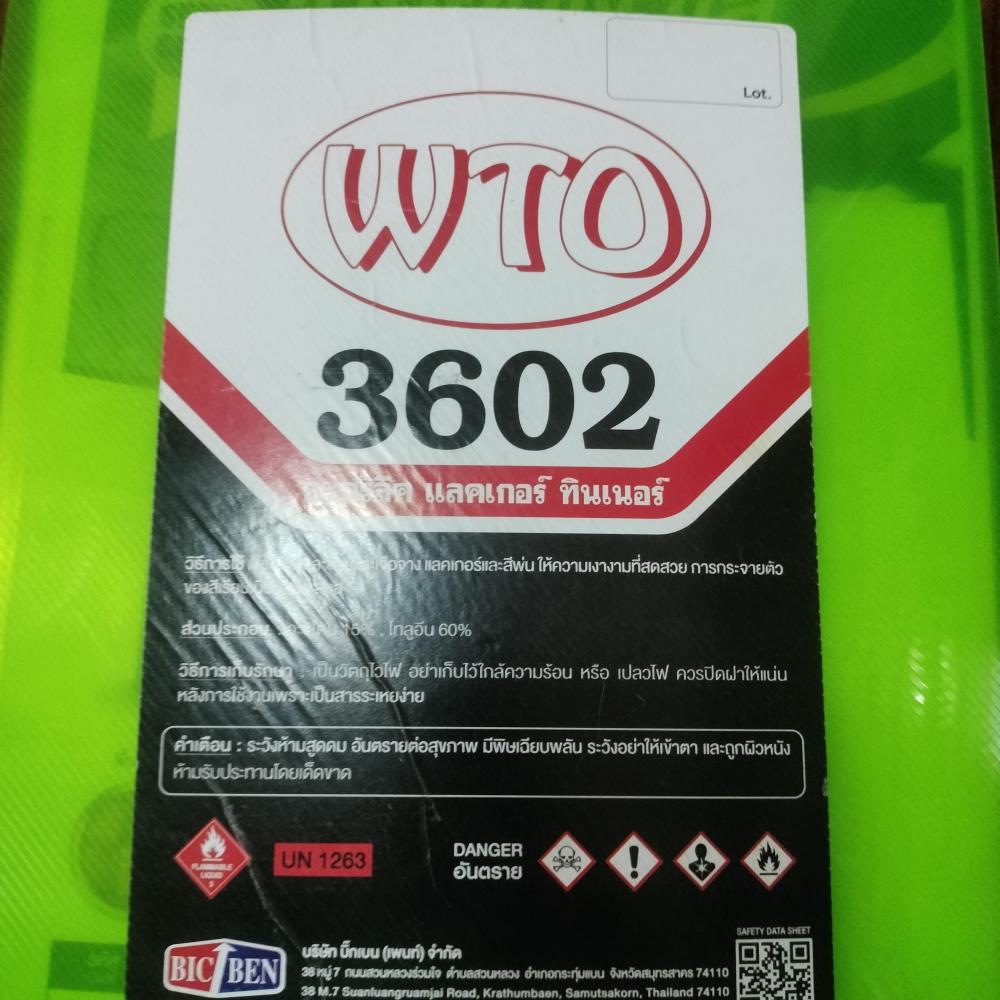 Lot.
WTO
3602
แลคเกอร์ ทินเนอร์
วิธีการใช้ แลคเกอร์และสีพ่น ให้ความเงางามที่สดสวย การกระจายตัว
ส่วนประกอบ 15% , โทลูอีน 60%
วิธีการเก็บรักษา : เป็นวัตถุไวไฟ อย่าเก็บไว้ใกล้ความร้อน หรือ เปลวไฟ ควรปิดฝาให้แน่น
หลังการใช้งานเพราะเป็นสารระเหยง่าย
คำเตือน : ระวังห้ามสูดดม อันตรายต่อสุขภาพ มีพิษเฉียบพลัน ระวังอย่าให้เข้าตา และถูกผิวหนัง
ห้ามรับประทานโดยเด็ดขาด
FLAMMABLE
LIQUID
3
UN 1263
DANGER
อันตราย
SAFETY DATA SHEET
BIC BEN
บริษัท บิ๊กเบน (เพนท์) จำกัด
38 หมู่ 7 ถนนสวนหลวงร่วมใจ ตำบลสวนหลวง อำเภอกระทุ่มแบน จังหวัดสมุทรสาคร 74110
38 M.7 Suanluangruamjai Road, Krathumbaen, Samutsakorn, Thailand 74110